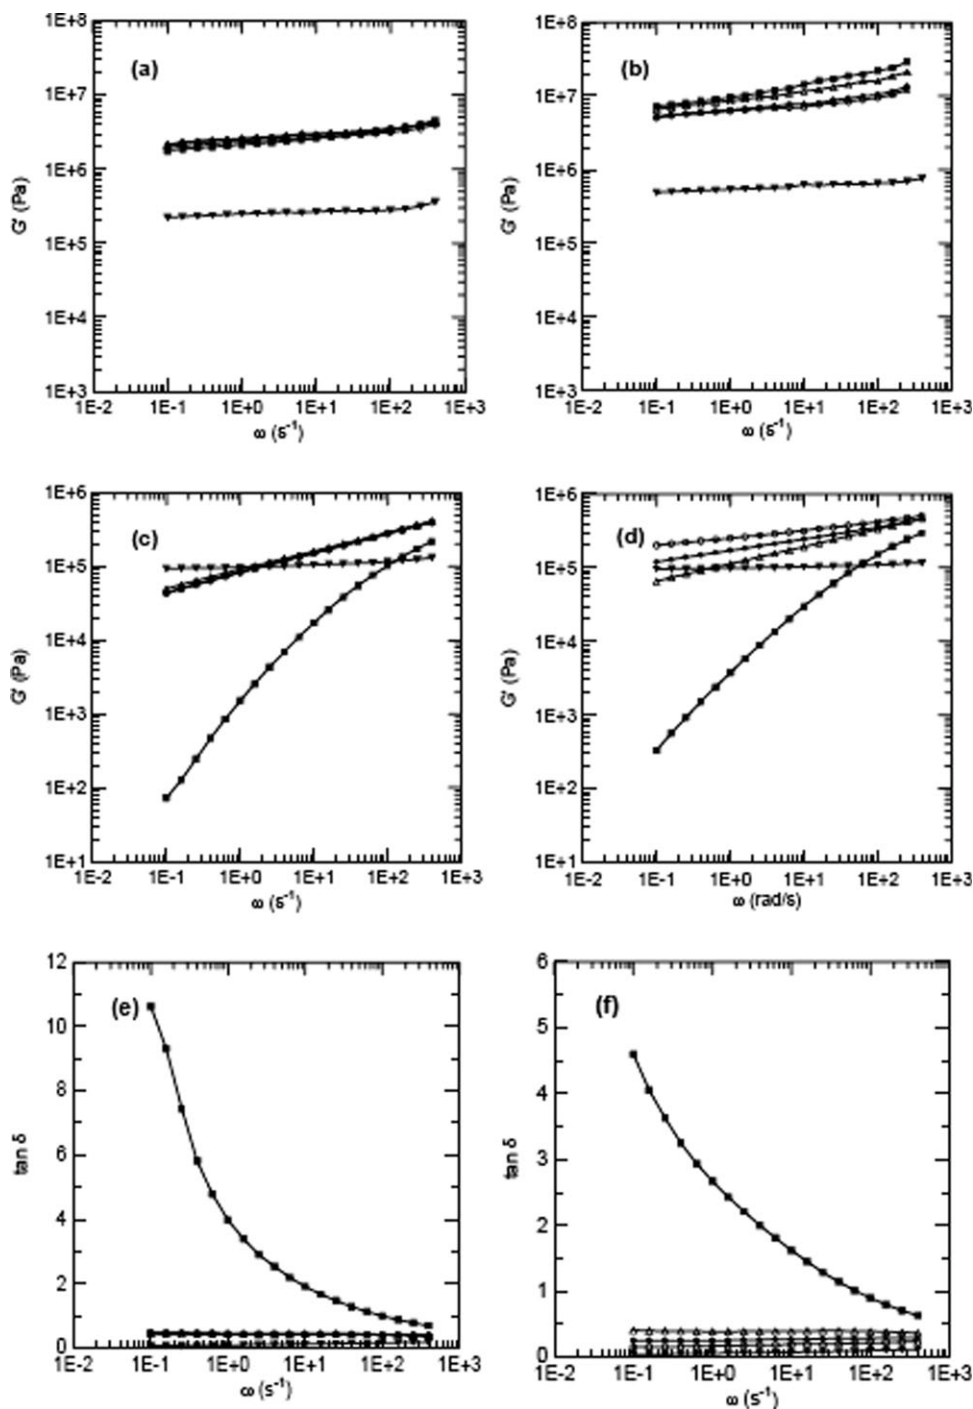 (a)
1E+8
1E+7
1E+6
1E+5
1E+4
1E+3
G' (Pa)
1E-2 1E-1 1E+0 1E+1 1E+2 1E+3
ω (s⁻¹)
(b)
1E+8
1E+7
1E+6
1E+5
1E+4
1E+3
G' (Pa)
1E-2 1E-1 1E+0 1E+1 1E+2 1E+3
ω (s⁻¹)
(c)
1E+6
1E+5
1E+4
1E+3
1E+2
1E+1
G' (Pa)
1E-2 1E-1 1E+0 1E+1 1E+2 1E+3
ω (s⁻¹)
(d)
1E+6
1E+5
1E+4
1E+3
1E+2
1E+1
G' (Pa)
1E-2 1E-1 1E+0 1E+1 1E+2 1E+3
ω (rad/s)
(e)
12
10
8
6
4
2
0
tan δ
1E-2 1E-1 1E+0 1E+1 1E+2 1E+3
ω (s⁻¹)
(f)
6
5
4
3
2
1
0
tan δ
1E-2 1E-1 1E+0 1E+1 1E+2 1E+3
ω (s⁻¹)